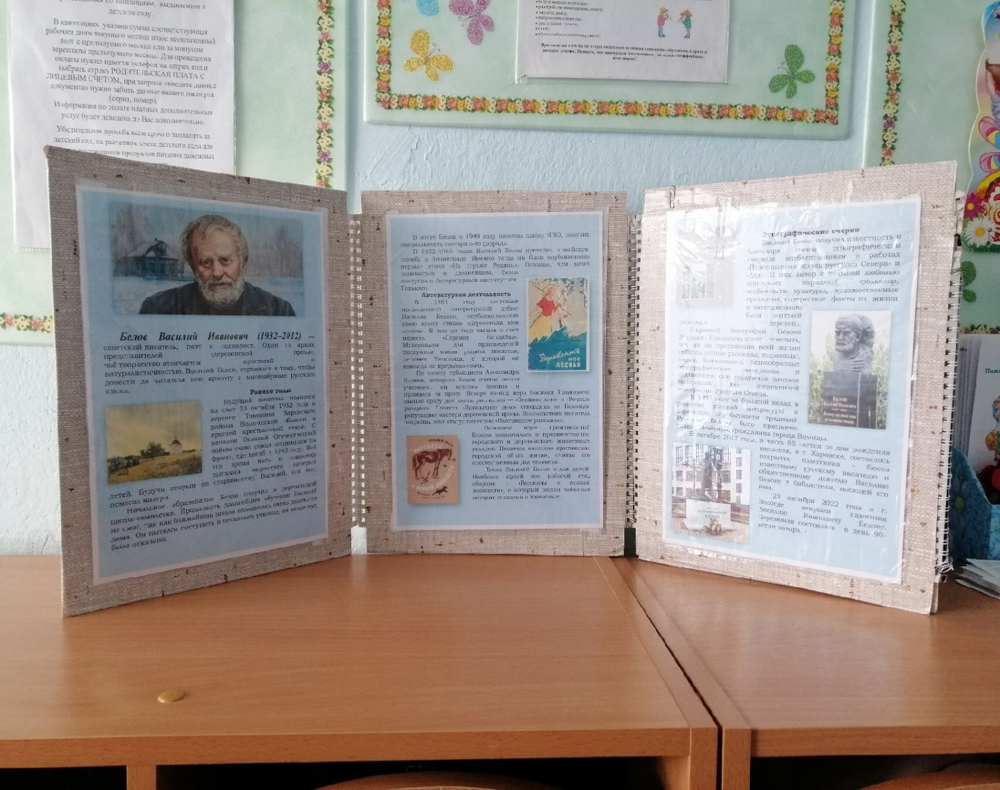 детском саду.
В квитанциях указана сумма соответствующая
рабочим дням текущего месяца плюс неоплаченный
долг с предыдущего месяца или за минусом
переплаты предыдущего месяца. Для проведения
оплаты нужно навести телефон на штрих код и
выбрать строку РОДИТЕЛЬСКАЯ ПЛАТА С
ЛИЦЕВЫМ СЧЕТОМ, при запросе «введите данные
документа» нужно забить данные вашего паспорта
(серия, номер).
Информация по оплате платных дополнительных
услуг будет доведена до Вас дополнительно.
Убедительная просьба всем срочно заплатить за
детский сад, на расчетном счете детского сада для
поставщиков продуктов питания денежных
Белов Василий Иванович (1932–2012) –
советский писатель, поэт и сценарист. Один из ярких
представителей «деревенской прозы»,
чьё творчество отличается простотой и
натуралистичностью. Василий Белов стремился к тому, чтобы
донести до читателя всю красоту и многообразие русского
языка.
Ранние годы
Будущий писатель появился
на свет 23 октября 1932 года в
деревне Тимониха Харовского
района Вологодской области в
простой крестьянской семье. С
началом Великой Отечественной
войны глава семьи отправился на
фронт, где погиб в 1943 году. Всё
это время мать в одиночку
пыталась вырастить пятерых
детей. Будучи вторым по старшинству, Василий, как мог,
помогал матери.
Начальное образование Белов получил в деревенской
школе-семилетке. Продолжить дальнейшее обучение Василий
не смог, так как ближайшая школа находилась очень далеко от
дома. Он пытался поступить в несколько училищ, но везде ему
было отказано.
В итоге Белов в 1949 году окончил школу ФЗО, получив
специальность слесаря 5-го разряда.
годах Василий Белов проходил армейскую
службу в Ленинграде. Именно тогда им были опубликованы
первые стихи «На страже Родины». Осознав, чем хочет
заниматься в дальнейшем, Белов
поступил в Литературный институт им.
Горького.
Литературная деятельность
В 1961 году состоялся
полноценный литературный дебют
Василия Белова, опубликовавшего
свою книгу стихов «Деревенька моя
лесная». В том же году вышла в свет
повесть «Деревня Бердяйка».
Материалом для произведений
послужила малая родина писателя,
деревня Тимониха, с которой он
никогда не прерывал связь.
По совету публициста Александра
Яшина, которого Белов считал своим
учителем, он оставил поэзию и
принялся за прозу. Вскоре из-под пера Василия Ивановича
вышли сразу две книги рассказов — «Знойное лето» и «Речные
излуки». Повесть «Привычное дело» утвердила за Беловым
репутацию мастера деревенской прозы. Впоследствии писатель
закрепил этот статус повестью «Плотницкие рассказы».
Основная идея произведений
Белова заключалась в противостоянии
городского и деревенского жизненных
укладов. Писатель нещадно критиковал
городской образ жизни, считая его
неестественным для человека.
Писал Василий Белов и для детей.
Наиболее яркой его работой стал
сборник – «Рассказы о всякой
живности», в который вошли забавные
истории и сказки о животных.
Деревенька
МОЯ
ЛЕСНАЯ
Этнографические очерки
Василий Белов получил известность и
благодаря своим этнографическим
очеркам, опубликованным в работах
«Повседневная жизнь русского Севера» и
«Лад». В них автор с большой любовью
описывает народный фольклор,
особенности культуры, художественные
промыслы, интересные факты из жизни
и повседневного
быта жителей
деревень.
В краткой биографии Белова
Василия Ивановича стоит отметить,
что он на протяжении всей жизни
собирал устные рассказы, пословицы,
разнообразные
этнографические материалы. В
дальнейшем они послужили ценным
материалом для современной
этнографии Русского Севера.
году за большой вклад в
развитие русской литературы и
сохранение самобытности традиций
Белову было присвоено
звание Почётного гражданина города Вологды.
В октябре 2017 года, в честь 85 –летия со дня рождения
писателя, в г. Харовске, состоялось
открытие памятника – бюста
известному русскому писателю и
общественному деятелю Василию
Белову у библиотеки, носящей его
имя.
23 октября 2022 года в г.
Вологде открыли памятник
Василию Ивановичу Белову.
Церемония состоялась в день 90-
летия автора.
БЕЛОВ